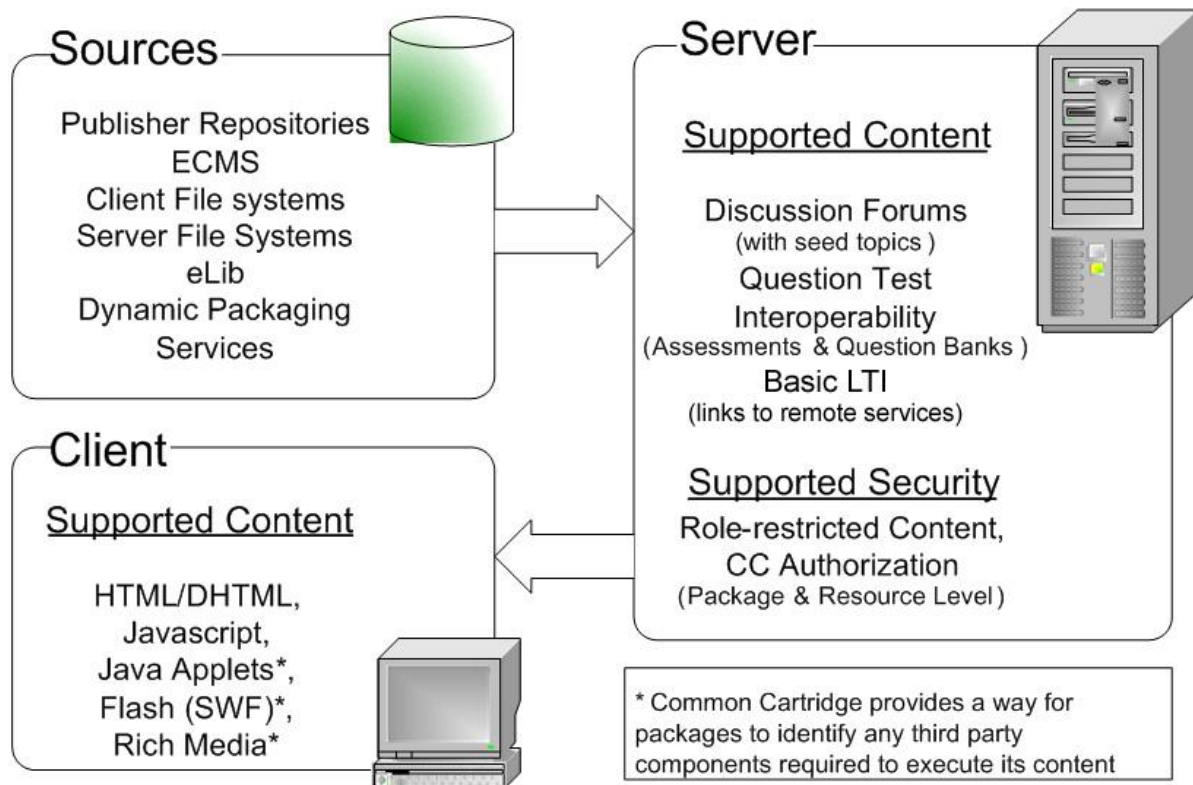 Sources
Publisher Repositories
ECMS
Client File systems
Server File Systems
eLib
Dynamic Packaging
Services
Server
Supported Content
Discussion Forums
(with seed topics )
Question Test
Interoperability
(Assessments & Question Banks )
Basic LTI
(links to remote services)
Supported Security
Role-restricted Content,
CC Authorization
(Package & Resource Level)
Client
Supported Content
HTML/DHTML,
Javascript,
Java Applets*,
Flash (SWF)*,
Rich Media*
* Common Cartridge provides a way for
packages to identify any third party
components required to execute its content